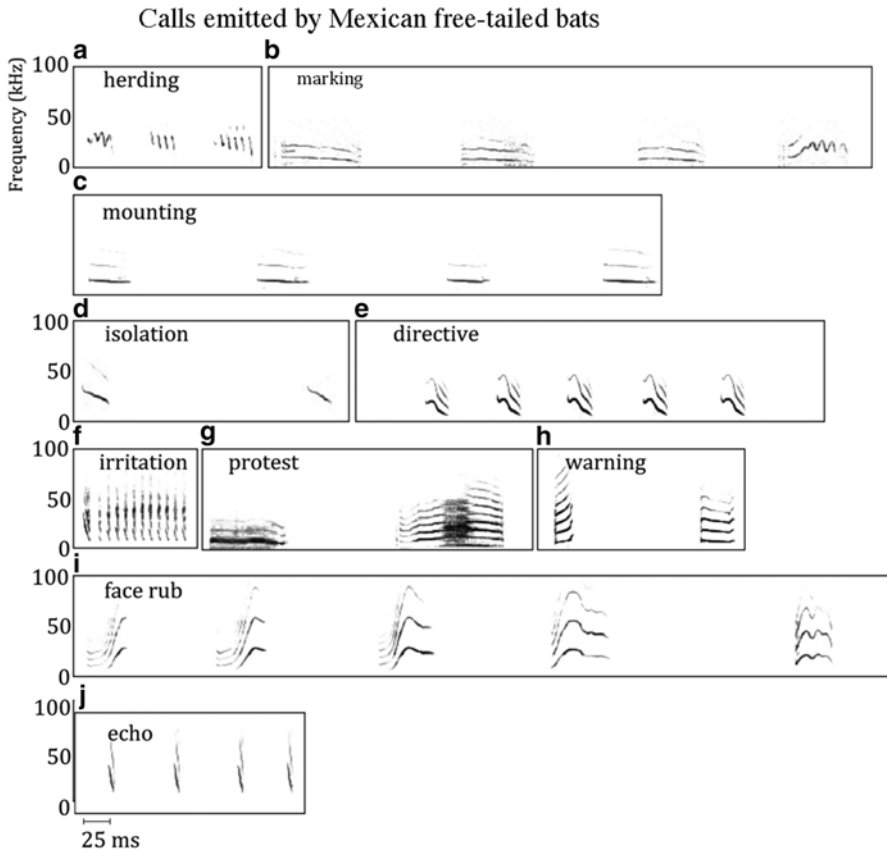 Calls emitted by Mexican free-tailed bats
a b
100 herding marking
50
0
Frequency (kHz)
c
mounting
d e
100 isolation directive
50
0
f g h
100 irritation protest warning
50
0
i
100 face rub
50
0
j
100 echo
50
0
25 ms